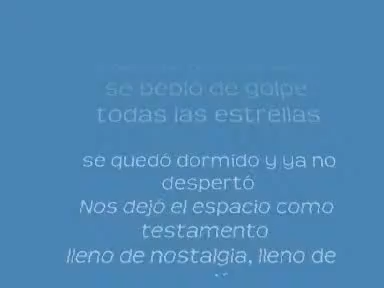 se bebió de golpe
todas las estrellas
se quedó dormido y ya no
despertó
Nos dejó el espacio como
testamento
lleno de nostalgia, lleno de